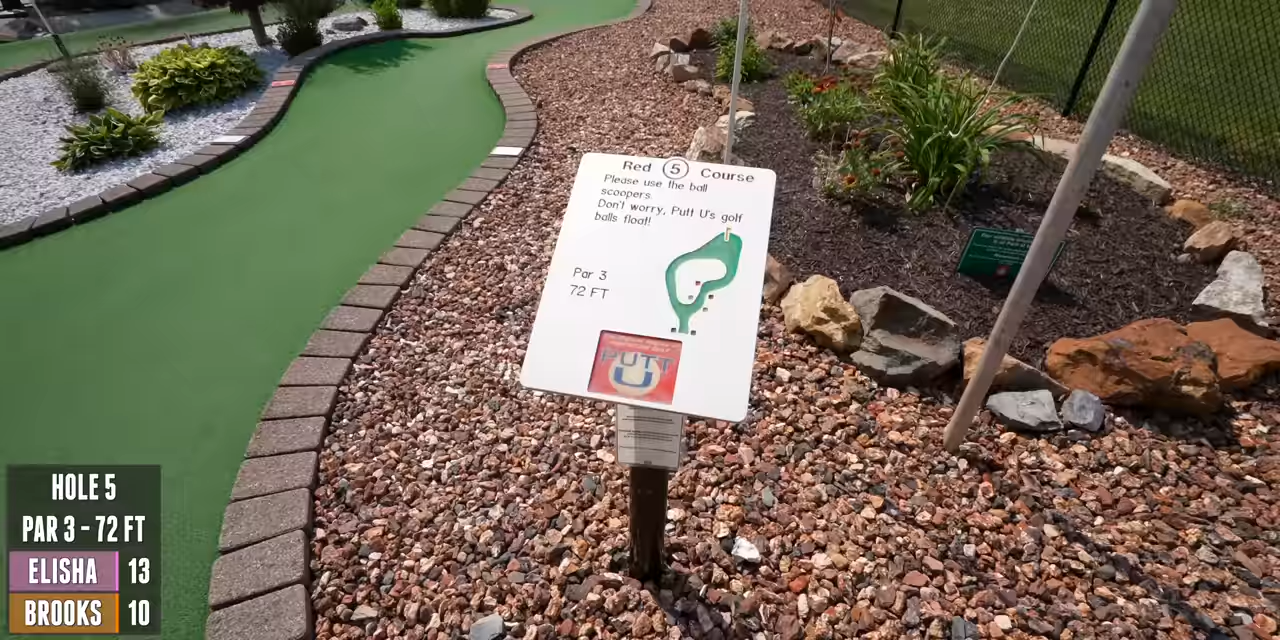 Red 5 Course
Please use the ball
scoopers.
Don't worry, Putt U's golf
balls float!
Par 3
72 FT
PUTT
U
HOLE 5
PAR 3 - 72 FT
ELISHA 13
BROOKS 10